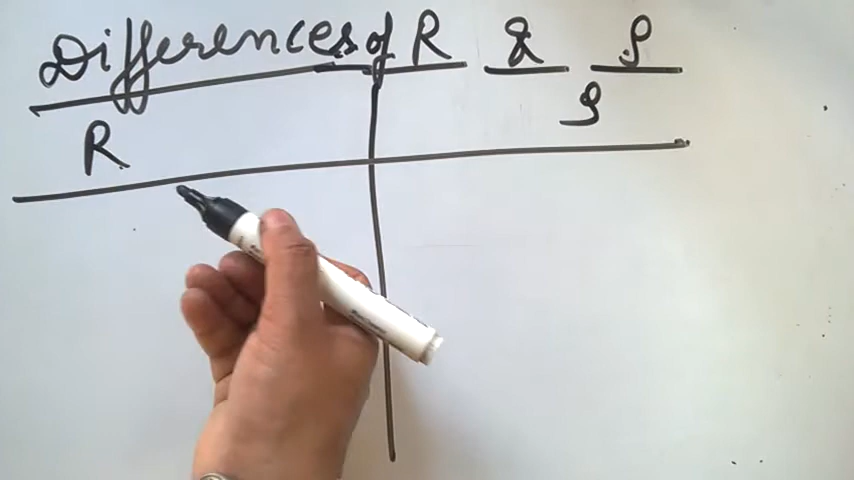 Differences of R & ρ
R ρ